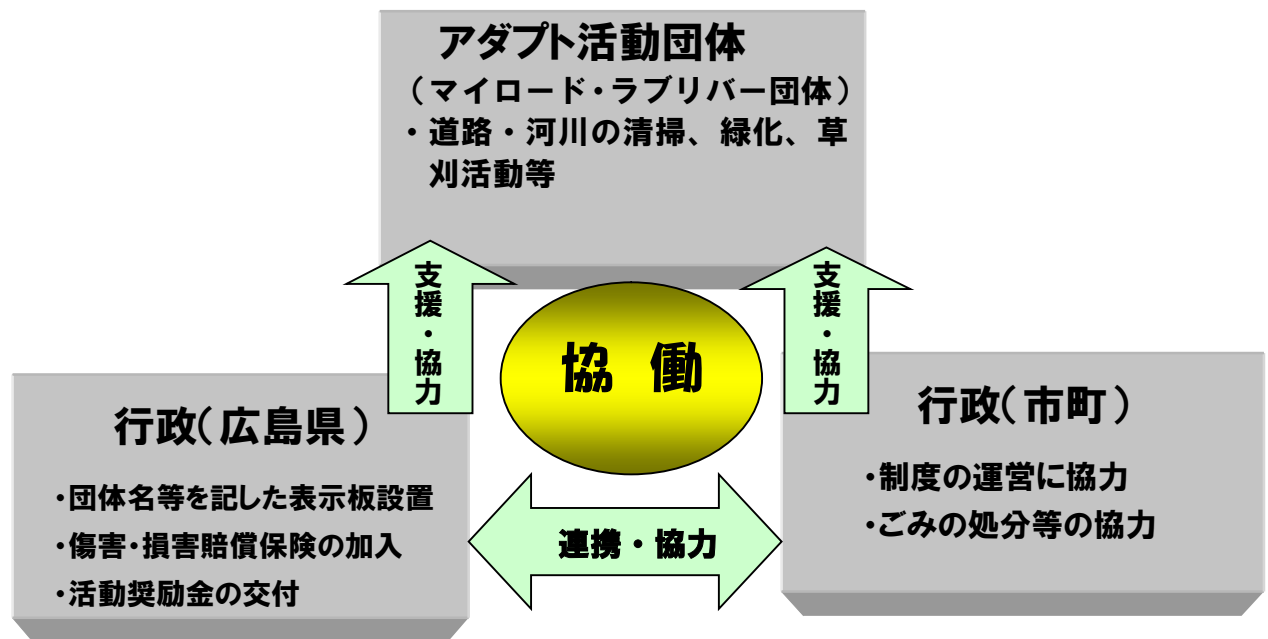 アダプト活動団体
（マイロード・ラブリバー団体）
・道路・河川の清掃、緑化、草
刈活動等
支援・協力
支援・協力
協 働
行政（広島県）
・団体名等を記した表示板設置
・傷害・損害賠償保険の加入
・活動奨励金の交付
連携・協力
行政（市町）
・制度の運営に協力
・ごみの処分等の協力